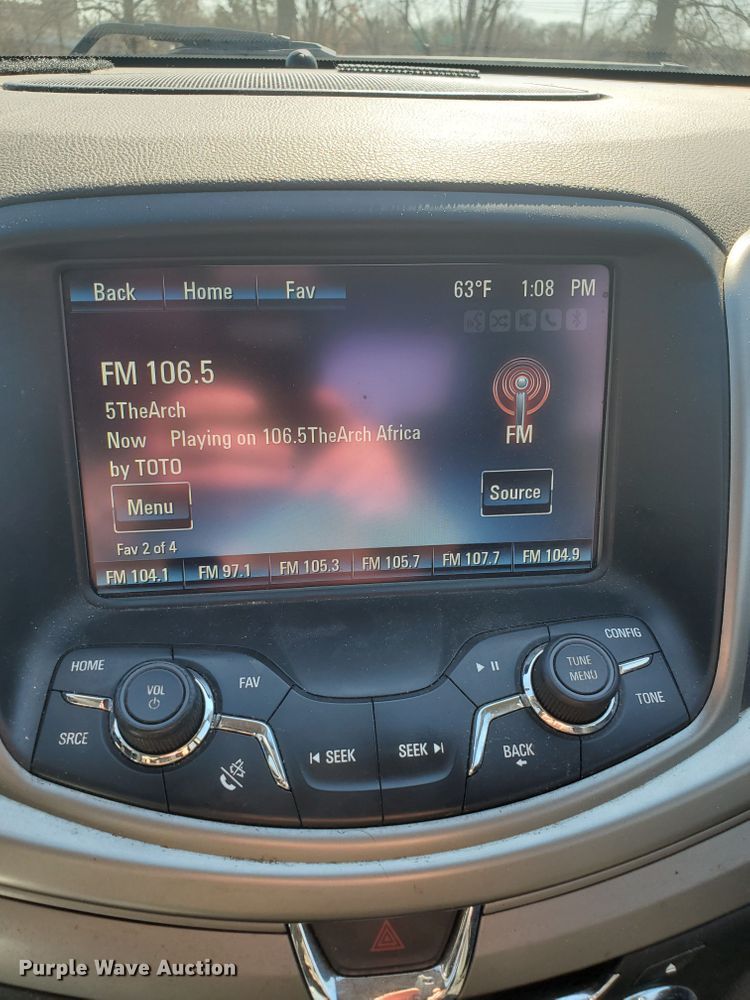 Back Home Fav 63°F 1:08 PM
FM 106.5
5TheArch
Now Playing on 106.5TheArch Africa
by TOTO
FM
Menu
Source
Fav 2 of 4
FM 104.1 FM 97.1 FM 105.3 FM 105.7 FM 107.7 FM 104.9
HOME
VOL
FAV
SRCE
SEEK
SEEK
CONFIG
TUNE
MENU
TONE
BACK
Purple Wave Auction